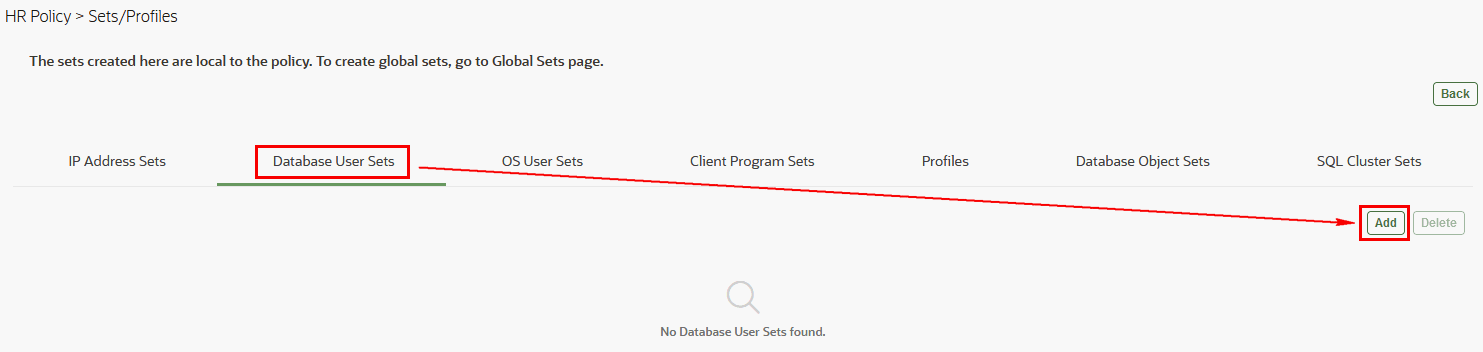 HR Policy > Sets/Profiles
The sets created here are local to the policy. To create global sets, go to Global Sets page.
Back
IP Address Sets Database User Sets OS User Sets Client Program Sets Profiles Database Object Sets SQL Cluster Sets
Add Delete
No Database User Sets found.